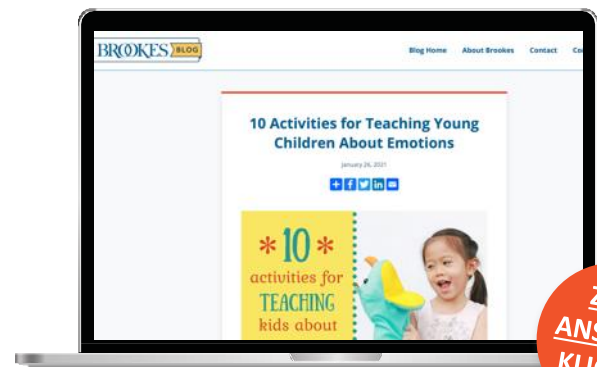 BROOKES BLOG
Blog Home About Brookes Contact
10 Activities for Teaching Young
Children About Emotions
January 26, 2021
*10*
activities for
TEACHING
kids about